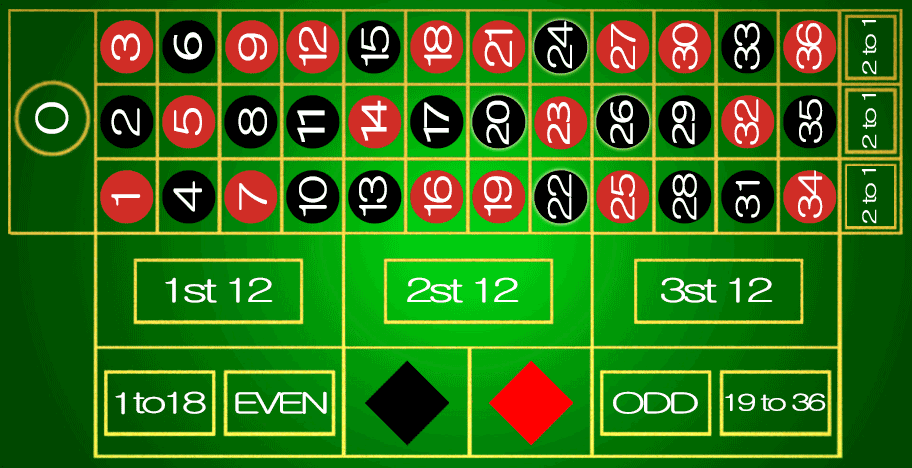 3 6 9 12 15 18 21 24 27 30 33 36 2 to 1
0 2 5 8 11 14 17 20 23 26 29 32 35 2 to 1
1 4 7 10 13 16 19 22 25 28 31 34 2 to 1
1st 12 2st 12 3st 12
1to18 EVEN ODD 19 to 36